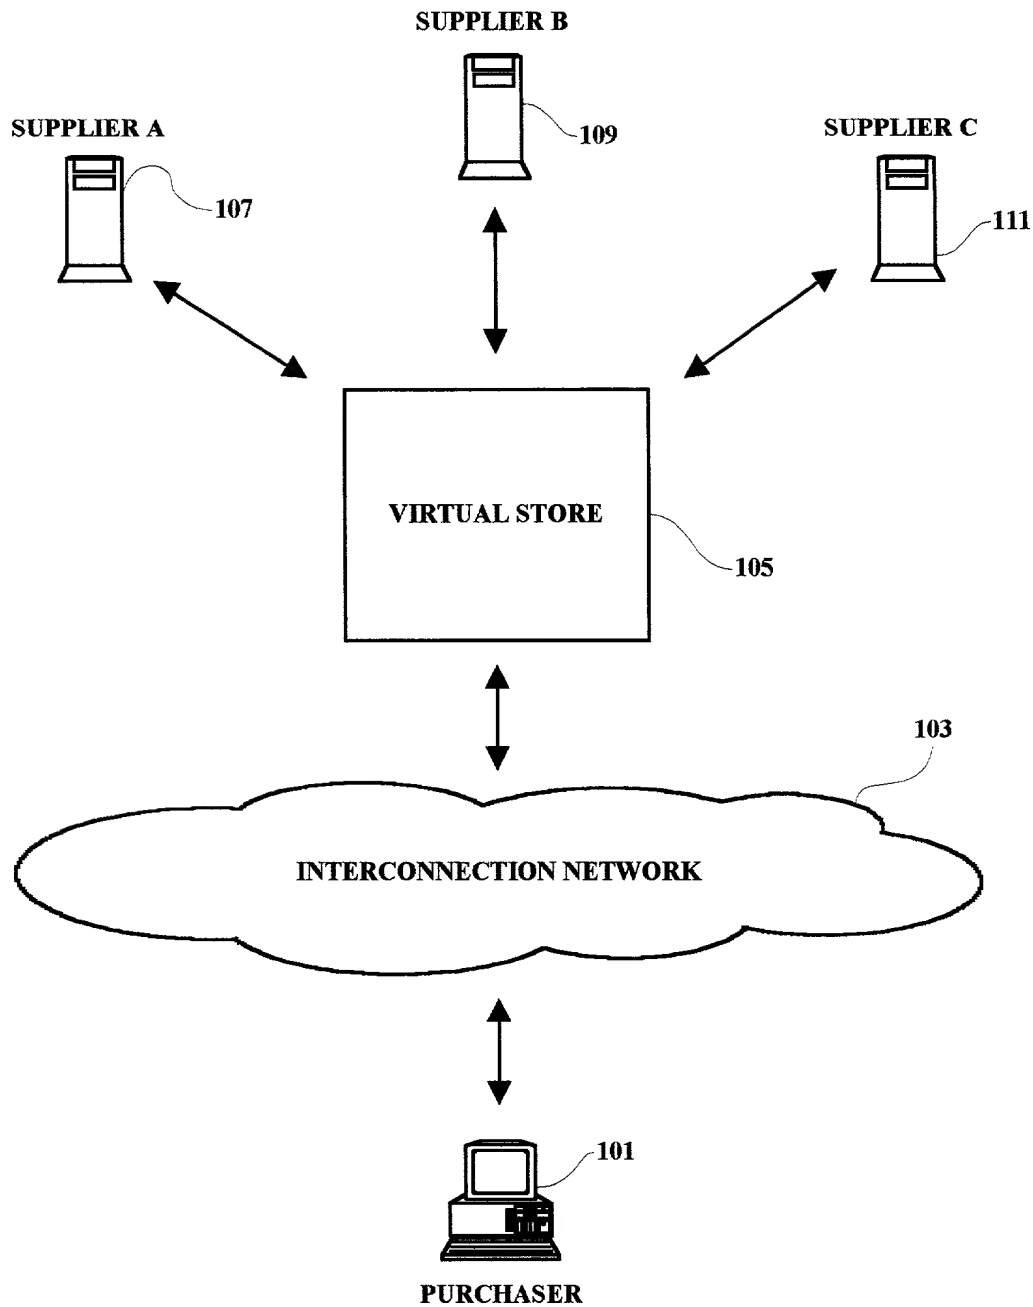 SUPPLIER B
109
SUPPLIER A
107
SUPPLIER C
111
VIRTUAL STORE
105
103
INTERCONNECTION NETWORK
101
PURCHASER